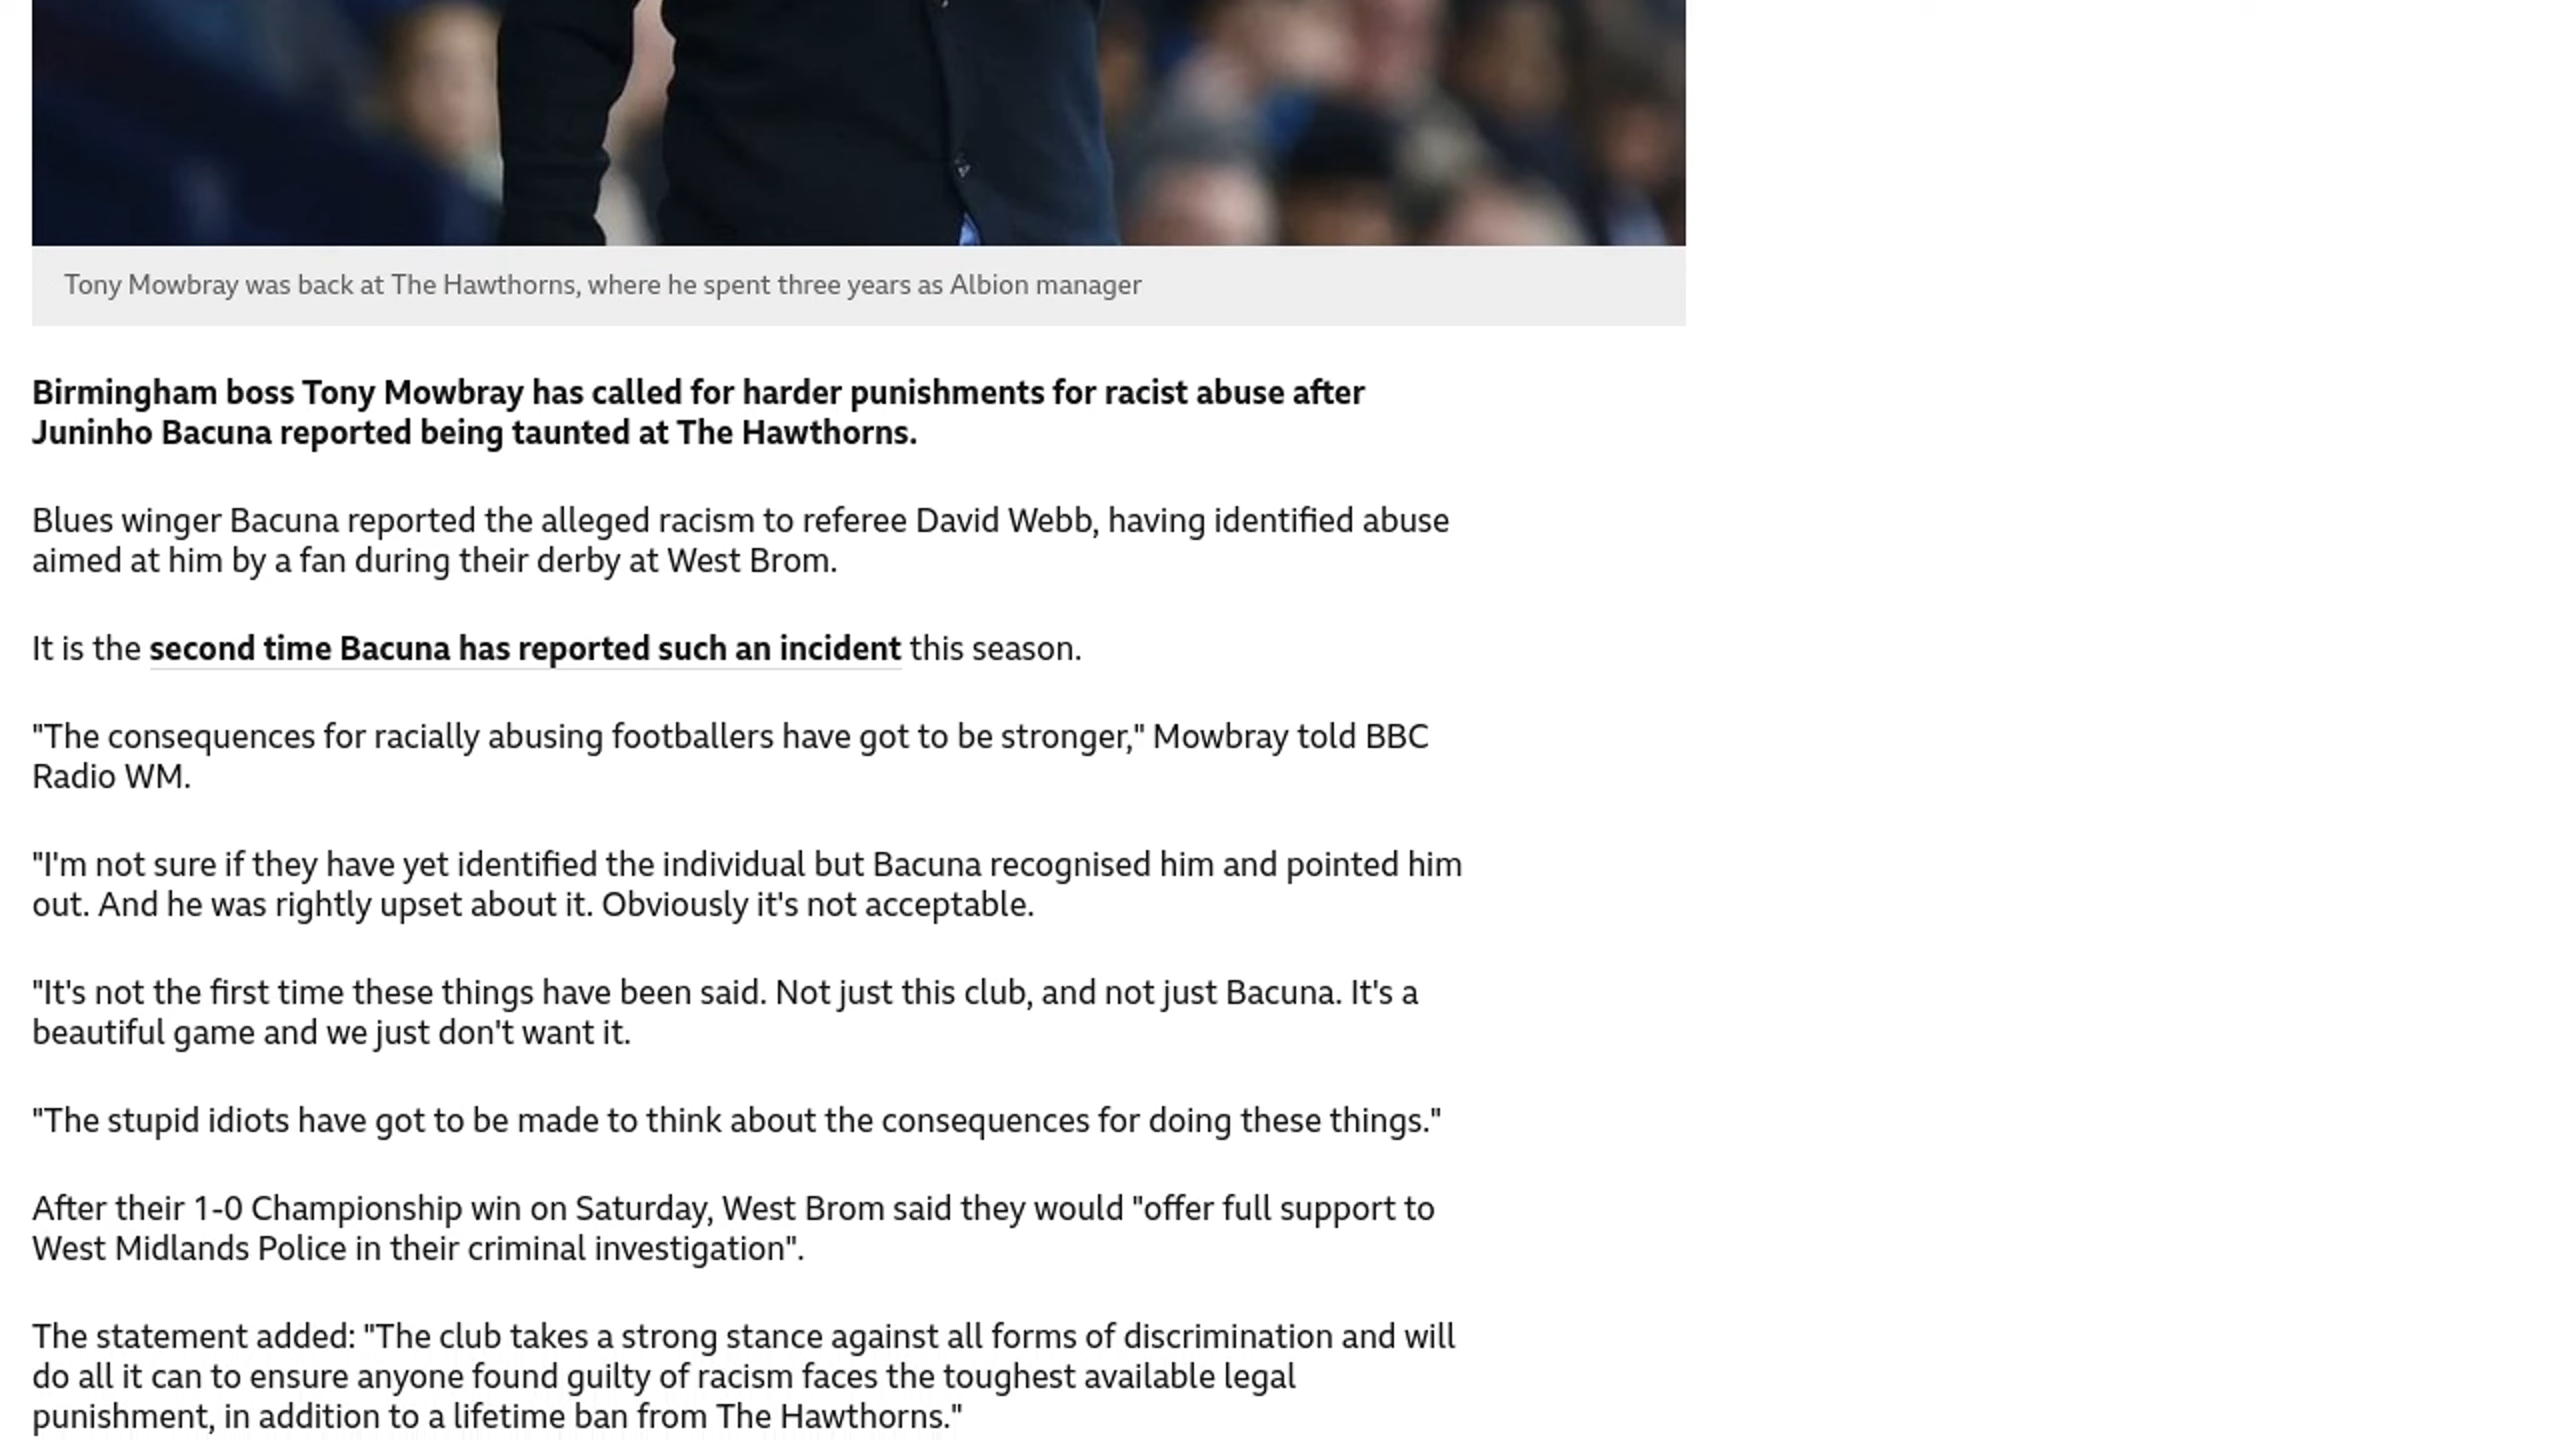 Tony Mowbray was back at The Hawthorns, where he spent three years as Albion manager
Birmingham boss Tony Mowbray has called for harder punishments for racist abuse after
Juninho Bacuna reported being taunted at The Hawthorns.
Blues winger Bacuna reported the alleged racism to referee David Webb, having identified abuse
aimed at him by a fan during their derby at West Brom.
It is the second time Bacuna has reported such an incident this season.
"The consequences for racially abusing footballers have got to be stronger," Mowbray told BBC
Radio WM.
"I'm not sure if they have yet identified the individual but Bacuna recognised him and pointed him
out. And he was rightly upset about it. Obviously it's not acceptable.
"It's not the first time these things have been said. Not just this club, and not just Bacuna. It's a
beautiful game and we just don't want it.
"The stupid idiots have got to be made to think about the consequences for doing these things."
After their 1-0 Championship win on Saturday, West Brom said they would "offer full support to
West Midlands Police in their criminal investigation".
The statement added: "The club takes a strong stance against all forms of discrimination and will
do all it can to ensure anyone found guilty of racism faces the toughest available legal
punishment, in addition to a lifetime ban from The Hawthorns."